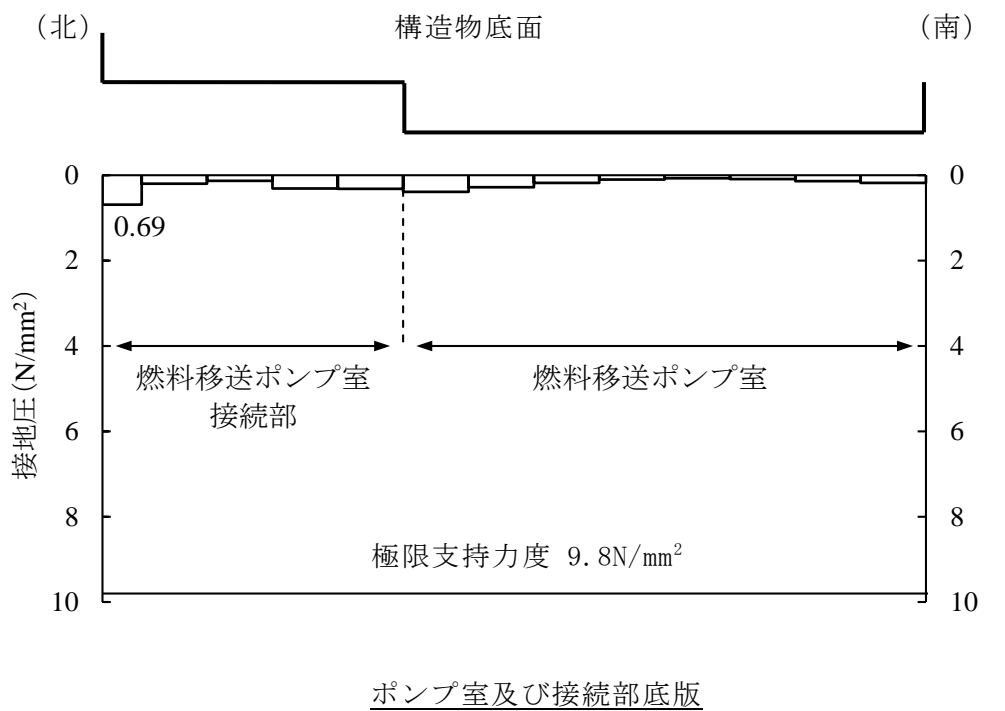 （北）
構造物底面
（南）
0
0
0.69
2
2
接地圧(N/mm²)
4
4
燃料移送ポンプ室
接続部
燃料移送ポンプ室
6
6
8
8
極限支持力度 9.8N/mm²
10
10
ポンプ室及び接続部底版